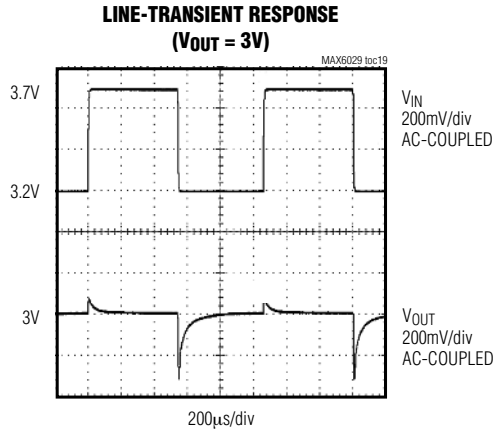 LINE-TRANSIENT RESPONSE
(VOUT = 3V)
MAX6029 toc19
3.7V
3.2V
3V
VIN
200mV/div
AC-COUPLED
VOUT
200mV/div
AC-COUPLED
200μs/div